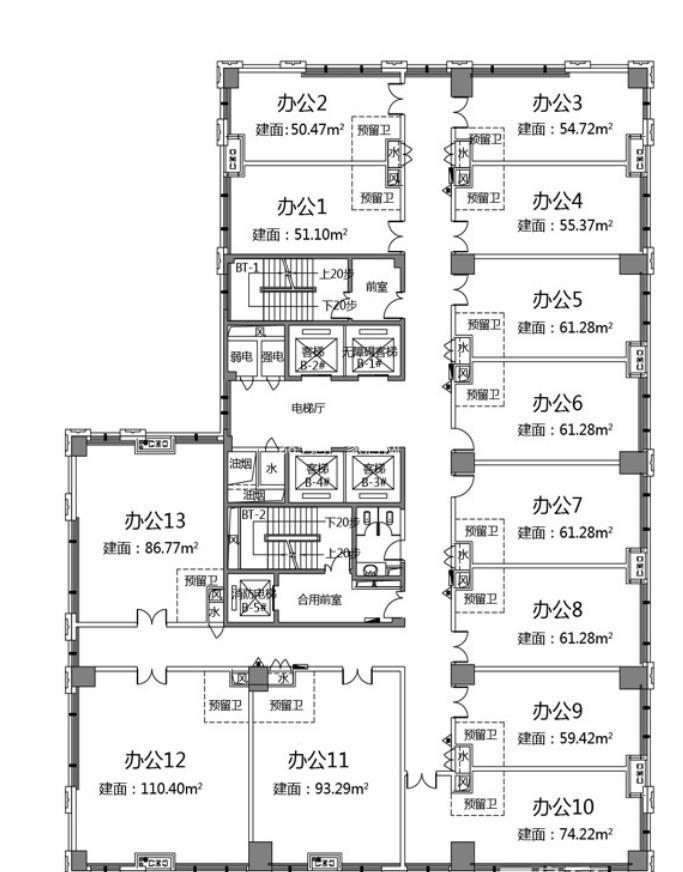 办公2
建面:50.47m²
预留卫
水
风
预留卫
办公1
建面：51.10m²
办公3
建面：54.72m²
预留卫
水
风
预留卫
办公4
建面：55.37m²
BT-1
上20步
下20步
前室
风
弱电
强电
客梯
B-2#
无障碍客梯
B-1#
电梯厅
办公5
建面：61.28m²
预留卫
水
风
预留卫
办公6
建面：61.28m²
油烟
水
油烟
客梯
B-4#
客梯
B-3#
BT-2
下20步
上20步
风
消防电梯
B-5#
合用前室
办公7
建面：61.28m²
预留卫
水
风
预留卫
办公8
建面：61.28m²
办公13
建面：86.77m²
预留卫
风
水
办公12
建面：110.40m²
预留卫
风
水
预留卫
办公11
建面：93.29m²
办公9
建面：59.42m²
预留卫
水
风
预留卫
办公10
建面：74.22m²